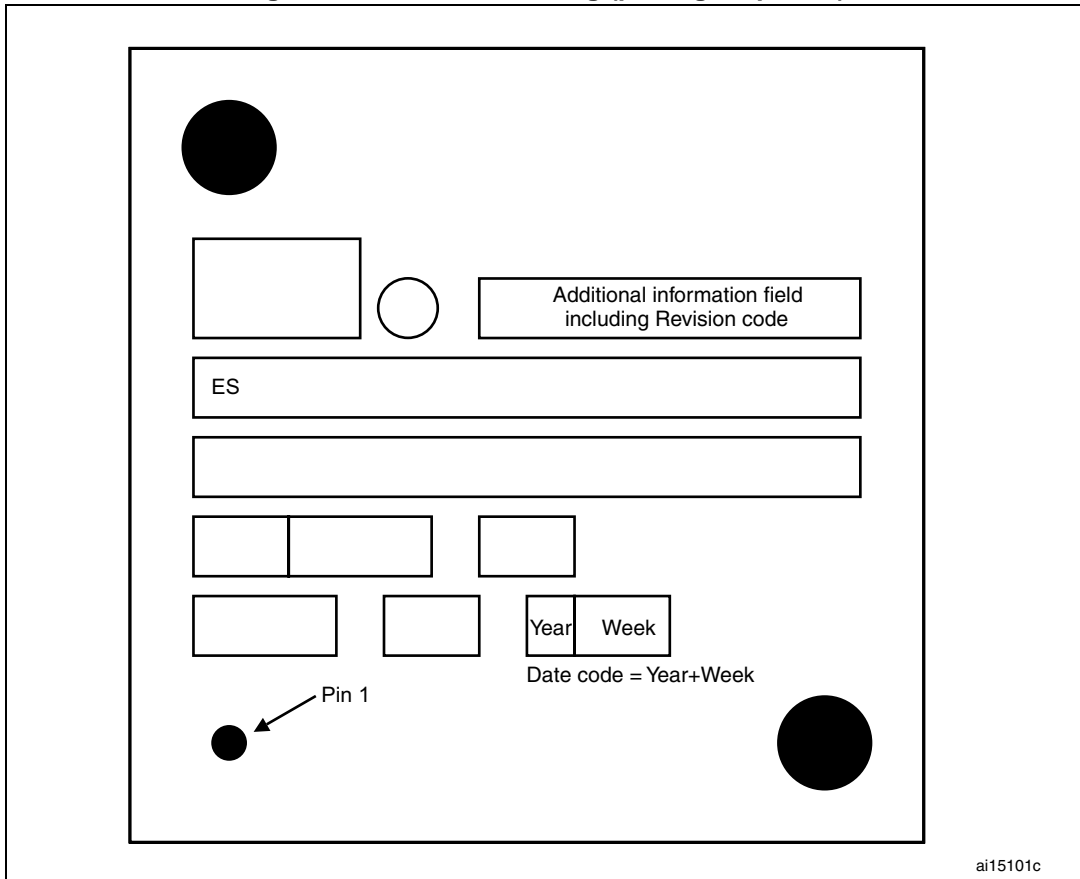 Additional information field
including Revision code
ES
Year Week
Date code = Year+Week
Pin 1
ai15101c